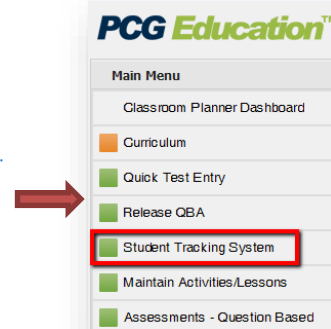 PCG Education™
Main Menu
Classroom Planner Dashboard
Curriculum
Quick Test Entry
Release QBA
Student Tracking System
Maintain Activities/Lessons
Assessments - Question Based